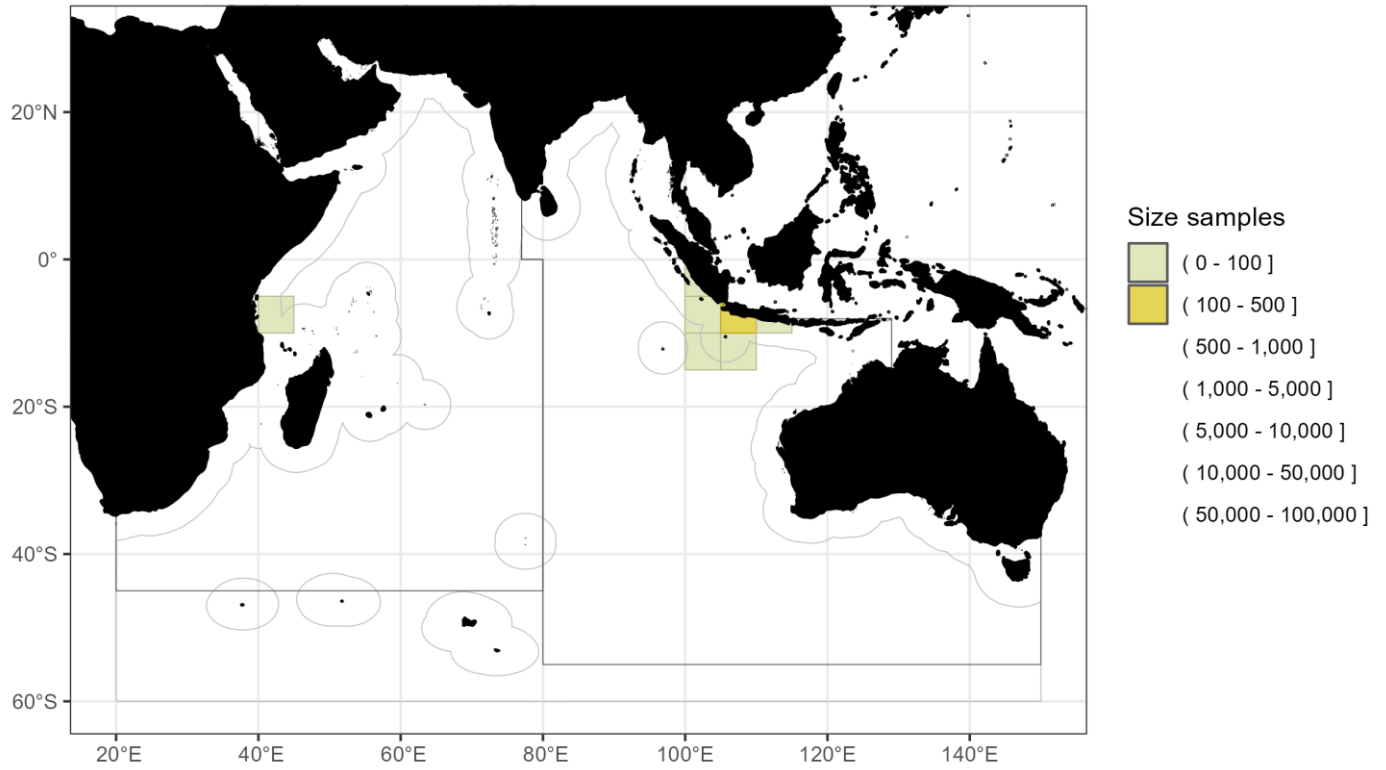 20°N
0°
20°S
40°S
60°S
20°E
40°E
60°E
80°E
100°E
120°E
140°E
Size samples
( 0 - 100 ]
( 100 - 500 ]
( 500 - 1,000 ]
( 1,000 - 5,000 ]
( 5,000 - 10,000 ]
( 10,000 - 50,000 ]
( 50,000 - 100,000 ]